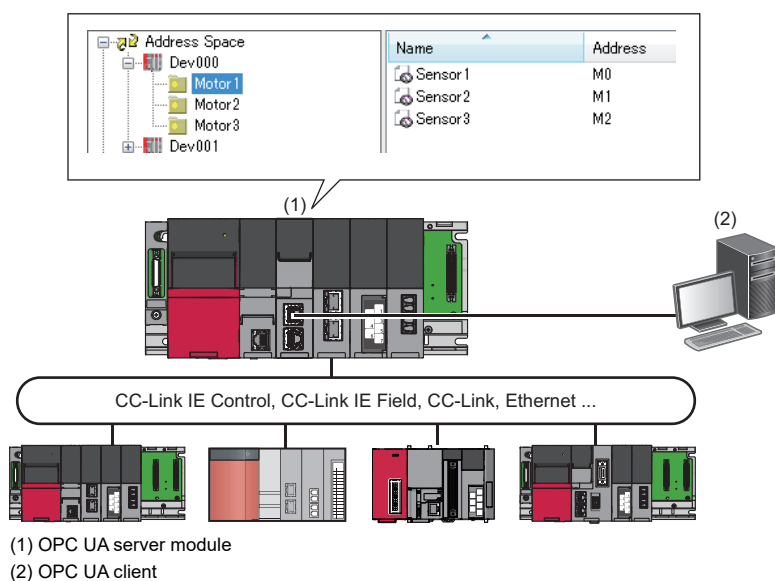 Address Space
Dev000
Motor1
Motor2
Motor3
Dev001
Name Address
Sensor1 M0
Sensor2 M1
Sensor3 M2
(1)
(2)
CC-Link IE Control, CC-Link IE Field, CC-Link, Ethernet ...
(1) OPC UA server module
(2) OPC UA client